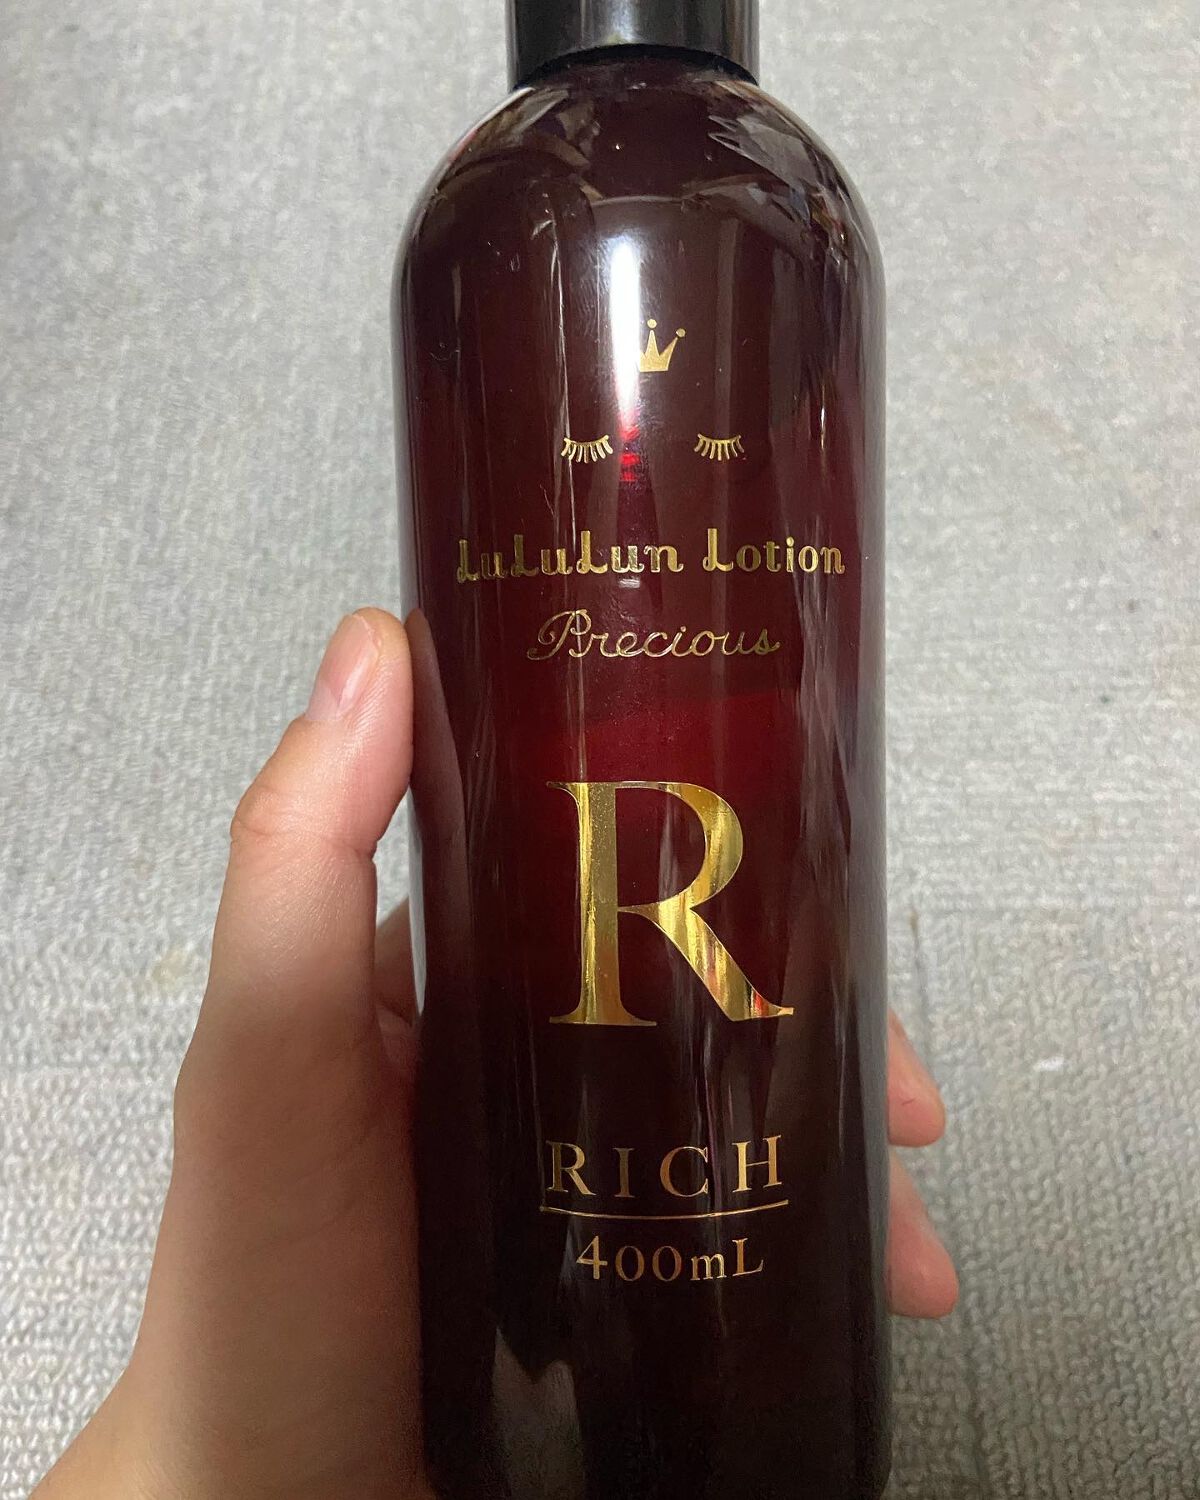 LuLuLun Lotion
Precious
R
RICH
400mL